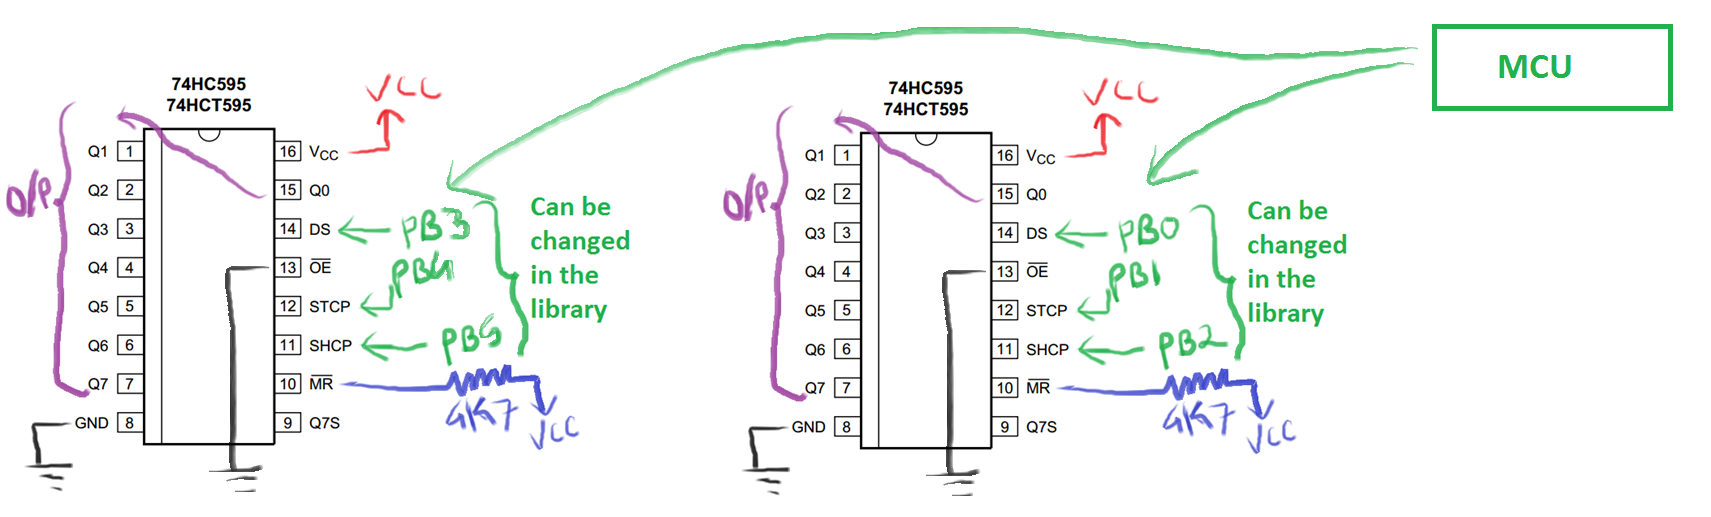 MCU
74HC595
74HCT595
VCC
Q1 1
16 VCC
Q2 2
15 Q0
Q3 3
14 DS
PB3
Q4 4
13 OE
PB4
Q5 5
12 STCP
Q6 6
11 SHCP
PB5
Q7 7
10 MR
4K7
VCC
GND 8
9 Q7S
O/P
Can be
changed
in the
library
74HC595
74HCT595
VCC
Q1 1
16 VCC
Q2 2
15 Q0
Q3 3
14 DS
PB0
Q4 4
13 OE
PB1
Q5 5
12 STCP
Q6 6
11 SHCP
PB2
Q7 7
10 MR
4K7
VCC
GND 8
9 Q7S
O/P
Can be
changed
in the
library